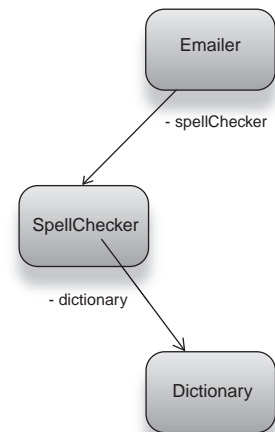 Emailer
- spellChecker
SpellChecker
- dictionary
Dictionary